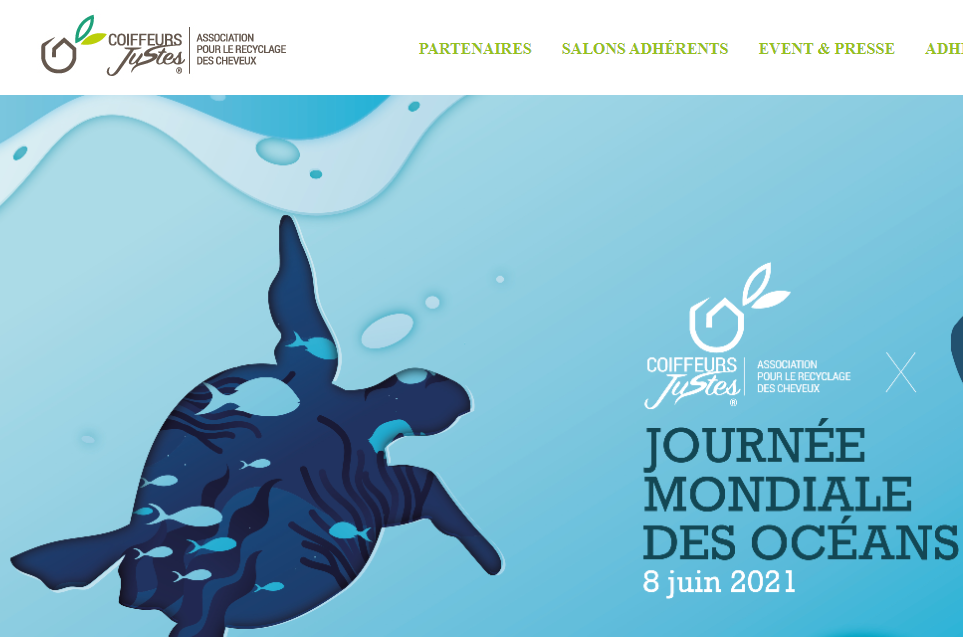 COIFFEURS
JuStes
®
ASSOCIATION
POUR LE RECYCLAGE
DES CHEVEUX
PARTENAIRES
SALONS ADHÉRENTS
EVENT & PRESSE
COIFFEURS
JuStes
®
ASSOCIATION
POUR LE RECYCLAGE
DES CHEVEUX
JOURNÉE
MONDIALE
DES OCÉANS
8 juin 2021